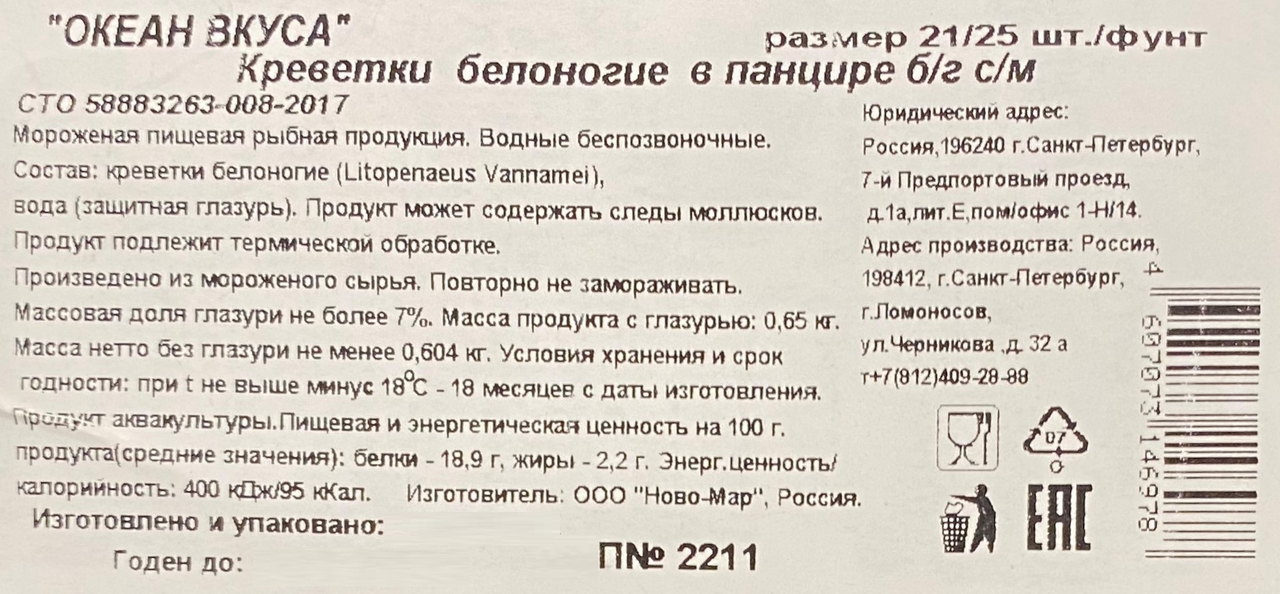 "ОКЕАН ВКУСА"
размер 21/25 шт./фунт
Креветки белоногие в панцире б/г с/м
СТО 58883263-008-2017
Мороженая пищевая рыбная продукция. Водные беспозвоночные.
Состав: креветки белоногие (Litopenaeus Vannamei),
вода (защитная глазурь). Продукт может содержать следы моллюсков.
Продукт подлежит термической обработке.
Произведено из мороженого сырья. Повторно не замораживать.
Массовая доля глазури не более 7%. Масса продукта с глазурью: 0,65 кг.
Масса нетто без глазури не менее 0,604 кг. Условия хранения и срок
годности: при t не выше минус 18°С - 18 месяцев с даты изготовления.
Продукт аквакультуры.Пищевая и энергетическая ценность на 100 г.
продукта(средние значения): белки - 18,9 г, жиры - 2,2 г. Энерг.ценность/
калорийность: 400 кДж/95 кКал. Изготовитель: ООО "Ново-Мар", Россия.
Изготовлено и упаковано:
Годен до:
П№ 2211
Юридический адрес:
Россия,196240 г.Санкт-Петербург,
7-й Предпортовый проезд,
д.1а,лит.Е,пом/офис 1-Н/14.
Адрес производства: Россия,
198412, г.Санкт-Петербург,
г.Ломоносов,
ул.Черникова ,д. 32 а
т+7(812)409-28-88
07
О
EAC
4 607073 146978